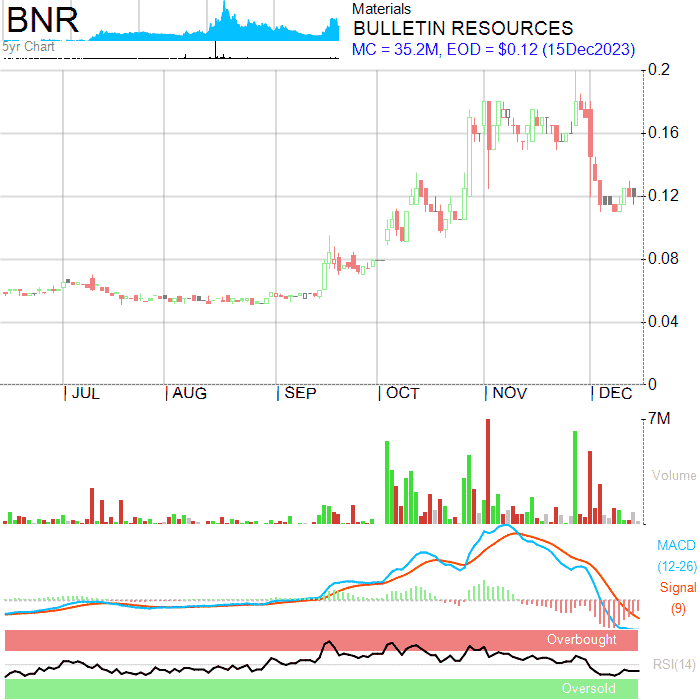 BNR
5yr Chart
Materials
BULLETIN RESOURCES
MC = 35.2M, EOD = $0.12 (15Dec2023)
0.2
0.16
0.12
0.08
0.04
0
JUL AUG SEP OCT NOV DEC
7M
Volume
MACD
(12-26)
Signal
(9)
Overbought
RSI(14)
Oversold